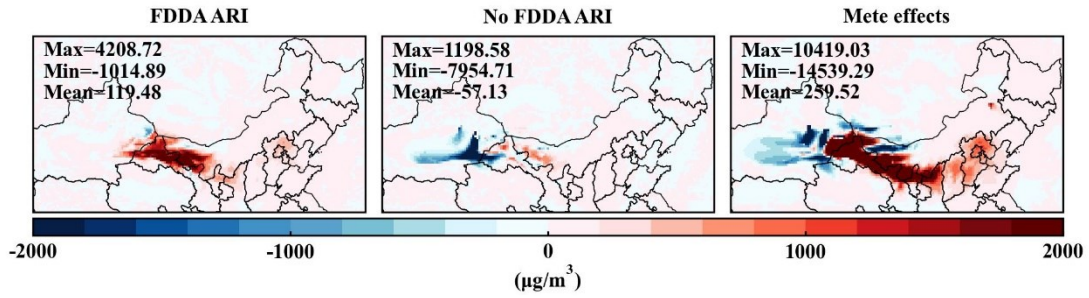 FDDA ARI
No FDDA ARI
Mete effects
Max=4208.72
Min=-1014.89
Mean=119.48
Max=1198.58
Min=-7954.71
Mean=-57.13
Max=10419.03
Min=-14539.29
Mean=259.52
-2000
-1000
0
1000
2000
(μg/m³)